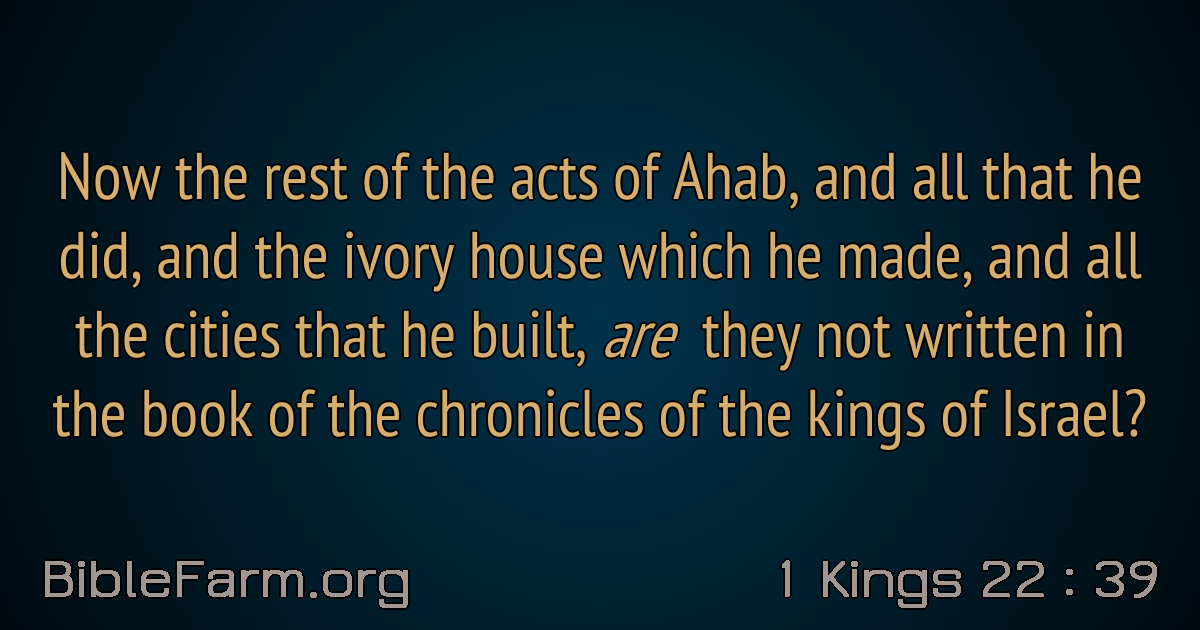 Now the rest of the acts of Ahab, and all that he
did, and the ivory house which he made, and all
the cities that he built, are they not written in
the book of the chronicles of the kings of Israel?
BibleFarm.org
1 Kings 22 : 39